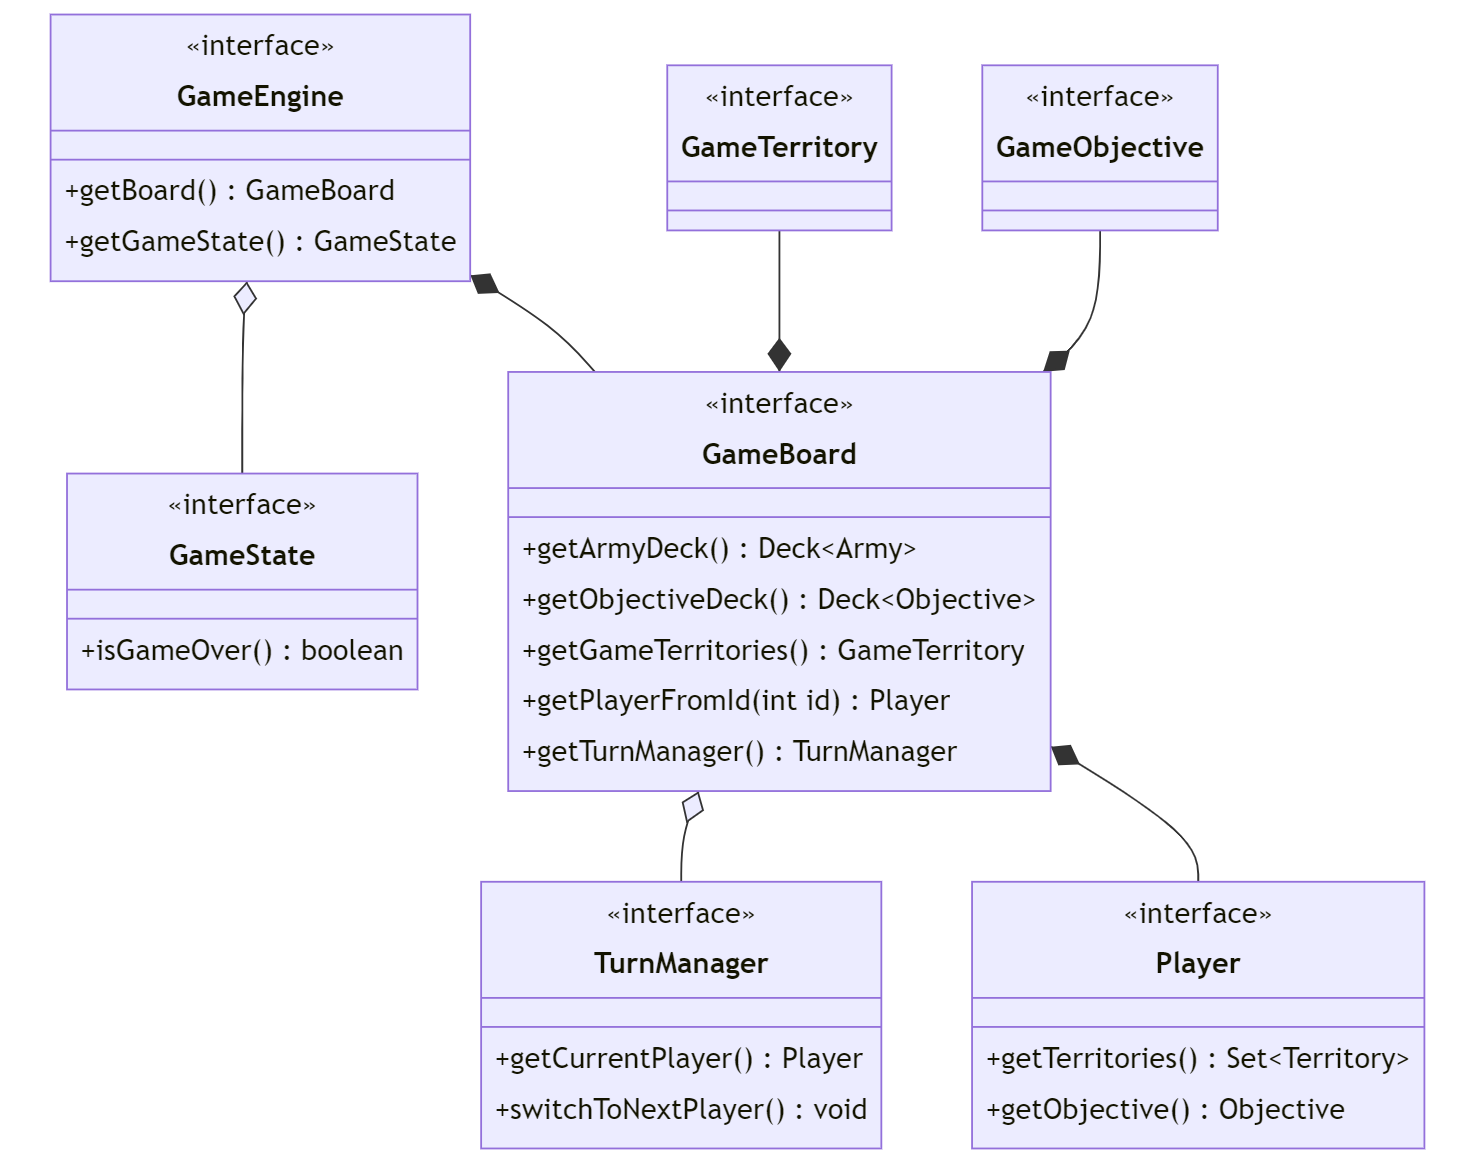 «interface»
GameEngine
+getBoard() : GameBoard
+getGameState() : GameState
«interface»
GameTerritory
«interface»
GameObjective
«interface»
GameBoard
+getArmyDeck() : Deck<Army>
+getObjectiveDeck() : Deck<Objective>
+getGameTerritories() : GameTerritory
+getPlayerFromId(int id) : Player
+getTurnManager() : TurnManager
«interface»
GameState
+isGameOver() : boolean
«interface»
TurnManager
+getCurrentPlayer() : Player
+switchToNextPlayer() : void
«interface»
Player
+getTerritories() : Set<Territory>
+getObjective() : Objective